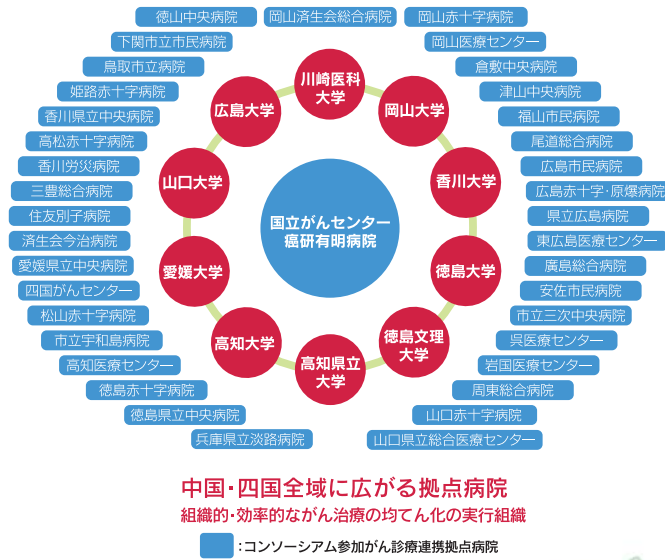 徳山中央病院
岡山済生会総合病院
岡山赤十字病院
下関市立市民病院
岡山医療センター
鳥取市立病院
倉敷中央病院
姫路赤十字病院
津山中央病院
香川県立中央病院
福山市民病院
高松赤十字病院
尾道総合病院
香川労災病院
広島市民病院
三豊総合病院
広島赤十字・原爆病院
住友別子病院
県立広島病院
済生会今治病院
東広島医療センター
愛媛県立中央病院
廣島総合病院
四国がんセンター
安佐市民病院
松山赤十字病院
市立三次中央病院
市立宇和島病院
呉医療センター
高知医療センター
岩国医療センター
徳島赤十字病院
周東総合病院
徳島県立中央病院
山口赤十字病院
兵庫県立淡路病院
山口県立総合医療センター
川崎医科
大学
広島大学
岡山大学
山口大学
香川大学
国立がんセンター
癌研有明病院
愛媛大学
徳島大学
高知大学
徳島文理
大学
高知県立
大学
中国・四国全域に広がる拠点病院
組織的・効率的ながん治療の均てん化の実行組織
:コンソーシアム参加がん診療連携拠点病院